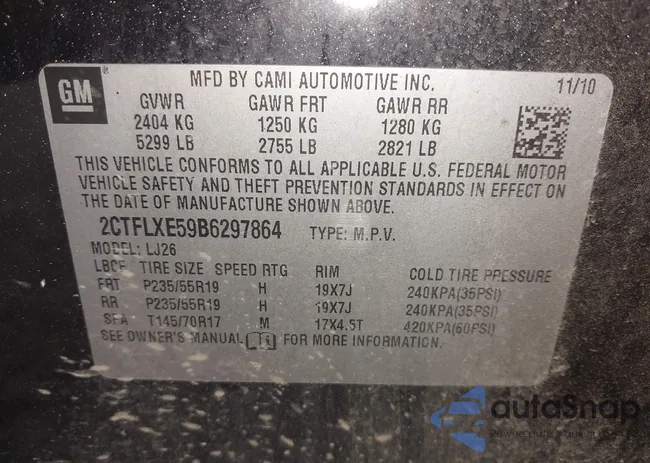 GM
MFD BY CAMI AUTOMOTIVE INC.
11/10
GVWR GAWR FRT GAWR RR
2404 KG 1250 KG 1280 KG
5299 LB 2755 LB 2821 LB
THIS VEHICLE CONFORMS TO ALL APPLICABLE U.S. FEDERAL MOTOR
VEHICLE SAFETY AND THEFT PREVENTION STANDARDS IN EFFECT ON
THE DATE OF MANUFACTURE SHOWN ABOVE.
2CTFLXE59B6297864 TYPE: M.P.V.
MODEL: LJ26
TIRE SIZE SPEED RTG RIM COLD TIRE PRESSURE
FRT P235/55R19 H 19X7J 240KPA(35PSI)
RR P235/55R19 H 19X7J 240KPA(35PSI)
SPA T145/70R17 M 17X4.5T 420KPA(60PSI)
SEE OWNER'S MANUAL FOR MORE INFORMATION.
autoSnap